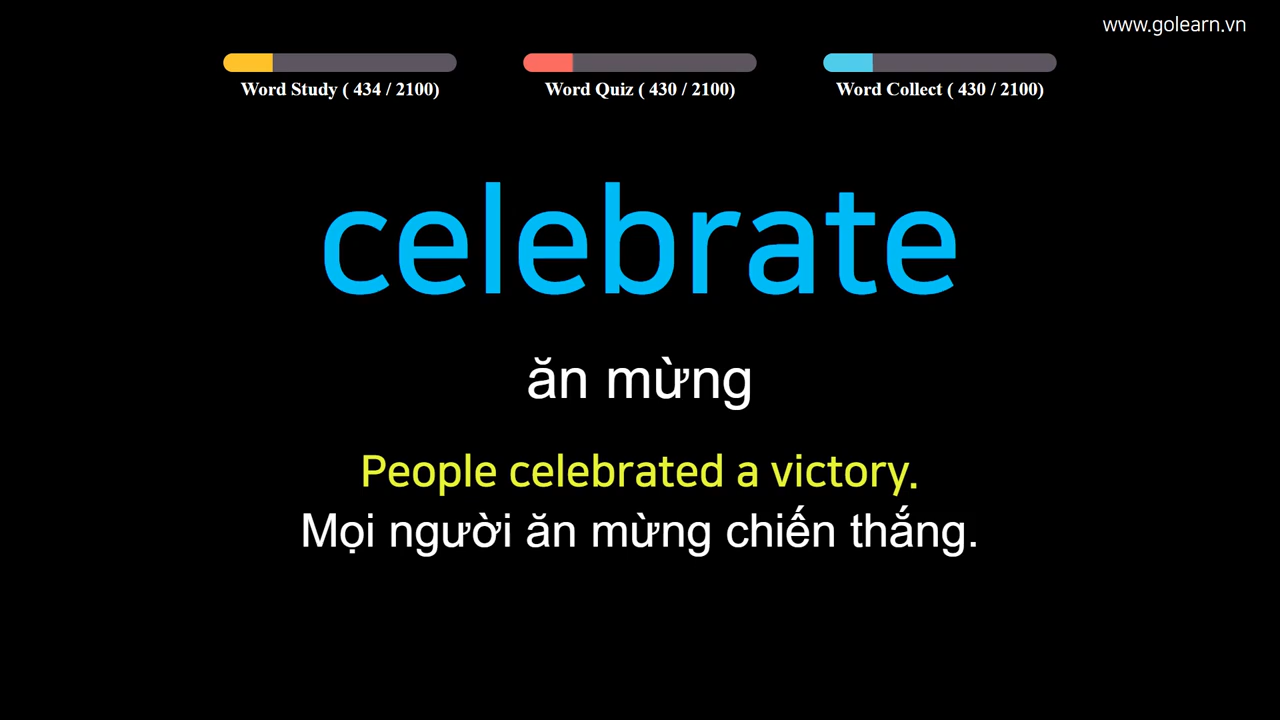 www.golearn.vn
Word Study ( 434 / 2100)
Word Quiz ( 430 / 2100)
Word Collect ( 430 / 2100)
celebrate
ăn mừng
People celebrated a victory.
Mọi người ăn mừng chiến thắng.